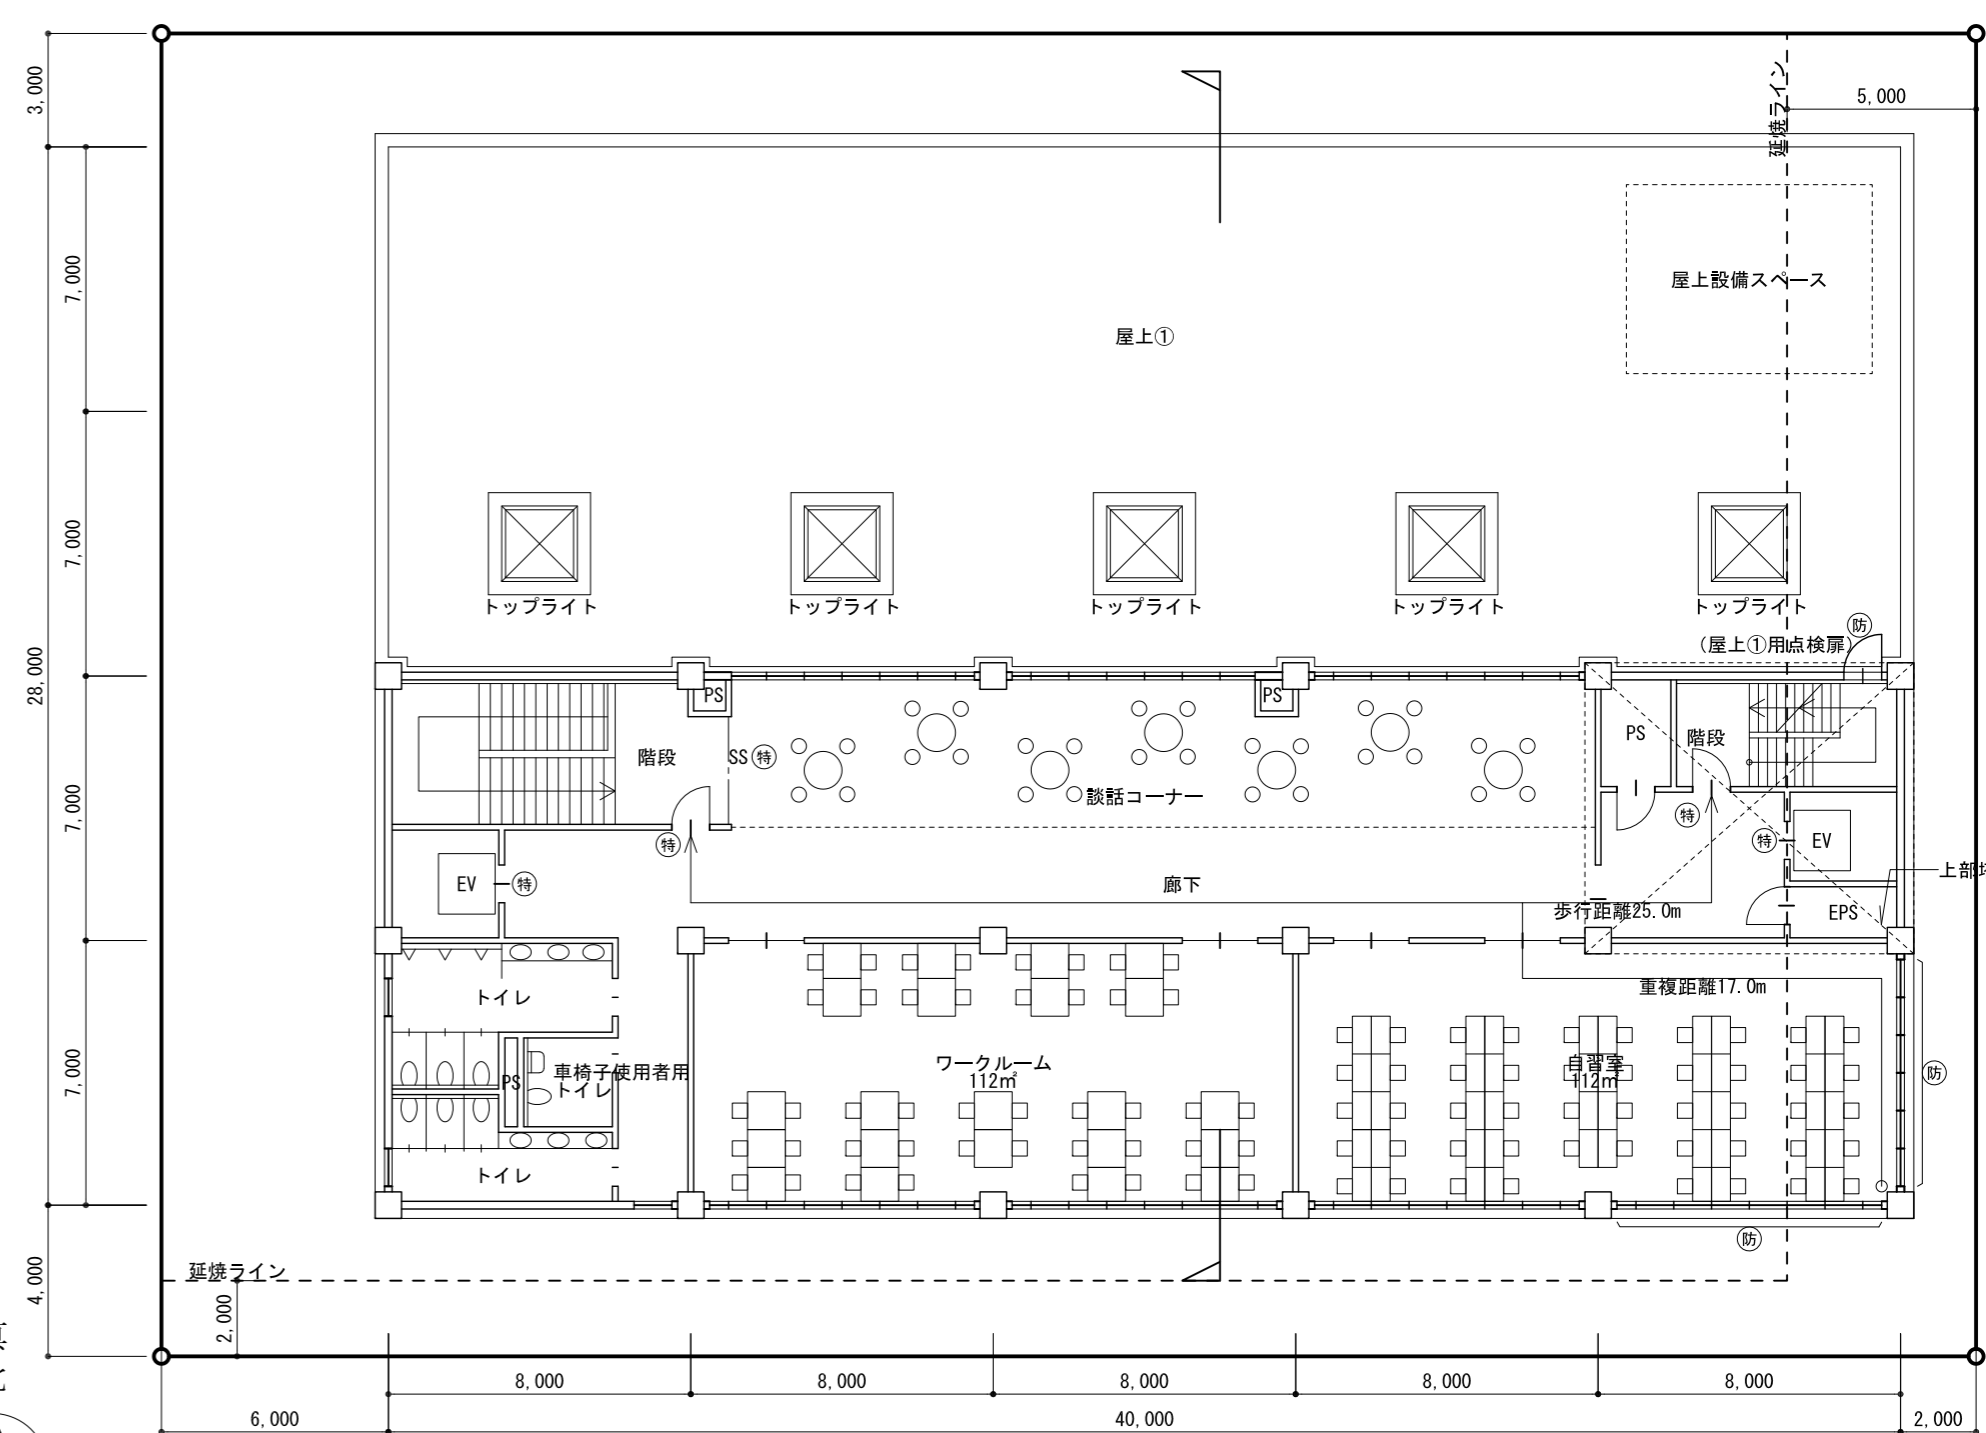 3,000
延焼ライン
5,000
7,000
屋上設備スペース
屋上①
7,000
トップライト
トップライト
トップライト
トップライト
トップライト
防
(屋上①用点検扉)
28,000
PS
PS
階段
SS
特
PS
階段
7,000
談話コーナー
特
特
特
EV
EV
特
廊下
歩行距離25.0m
EPS
トイレ
重複距離17.0m
ワークルーム
112㎡
自習室
112㎡
車椅子使用者用
トイレ
PS
防
7,000
トイレ
防
延焼ライン
4,000
2,000
8,000
8,000
8,000
8,000
8,000
6,000
40,000
2,000